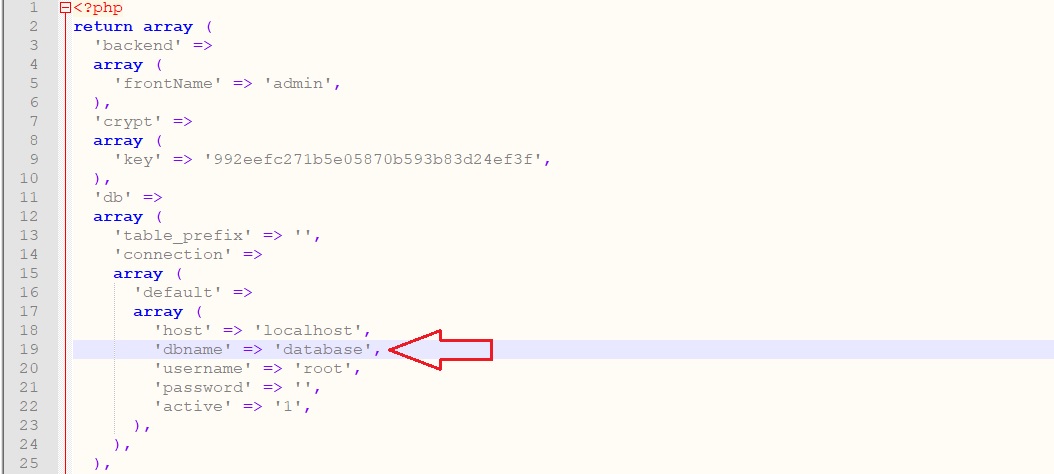 1 <?php
2 return array (
3   'backend' =>
4   array (
5     'frontName' => 'admin',
6   ),
7   'crypt' =>
8   array (
9     'key' => '992eefc271b5e05870b593b83d24ef3f',
10   ),
11   'db' =>
12   array (
13     'table_prefix' => '',
14     'connection' =>
15     array (
16       'default' =>
17       array (
18         'host' => 'localhost',
19         'dbname' => 'database',
20         'username' => 'root',
21         'password' => '',
22         'active' => '1',
23       ),
24     ),
25   ),